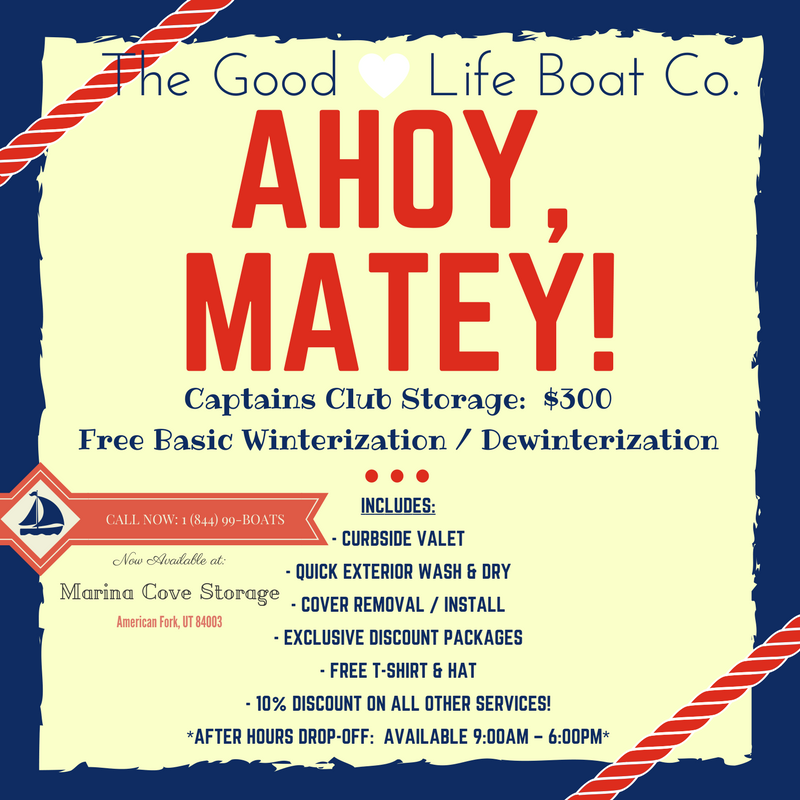 The Good Life Boat Co.
AHOY,
MATEY!
Captains Club Storage: $300
Free Basic Winterization / Dewinterization
CALL NOW: 1 (844) 99-BOATS
Now Available at:
Marina Cove Storage
American Fork, UT 84003
INCLUDES:
- CURBSIDE VALET
- QUICK EXTERIOR WASH & DRY
- COVER REMOVAL / INSTALL
- EXCLUSIVE DISCOUNT PACKAGES
- FREE T-SHIRT & HAT
- 10% DISCOUNT ON ALL OTHER SERVICES!
*AFTER HOURS DROP-OFF: AVAILABLE 9:00AM – 6:00PM*